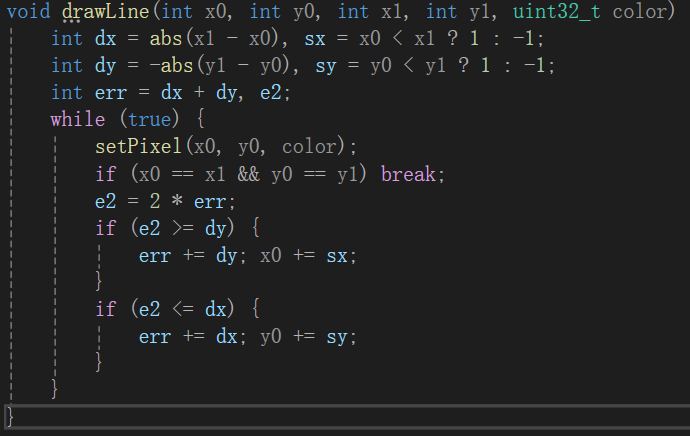 void drawLine(int x0, int y0, int x1, int y1, uint32_t color)
    int dx = abs(x1 - x0), sx = x0 < x1 ? 1 : -1;
    int dy = -abs(y1 - y0), sy = y0 < y1 ? 1 : -1;
    int err = dx + dy, e2;
    while (true) {
        setPixel(x0, y0, color);
        if (x0 == x1 && y0 == y1) break;
        e2 = 2 * err;
        if (e2 >= dy) {
            err += dy; x0 += sx;
        }
        if (e2 <= dx) {
            err += dx; y0 += sy;
        }
    }
}